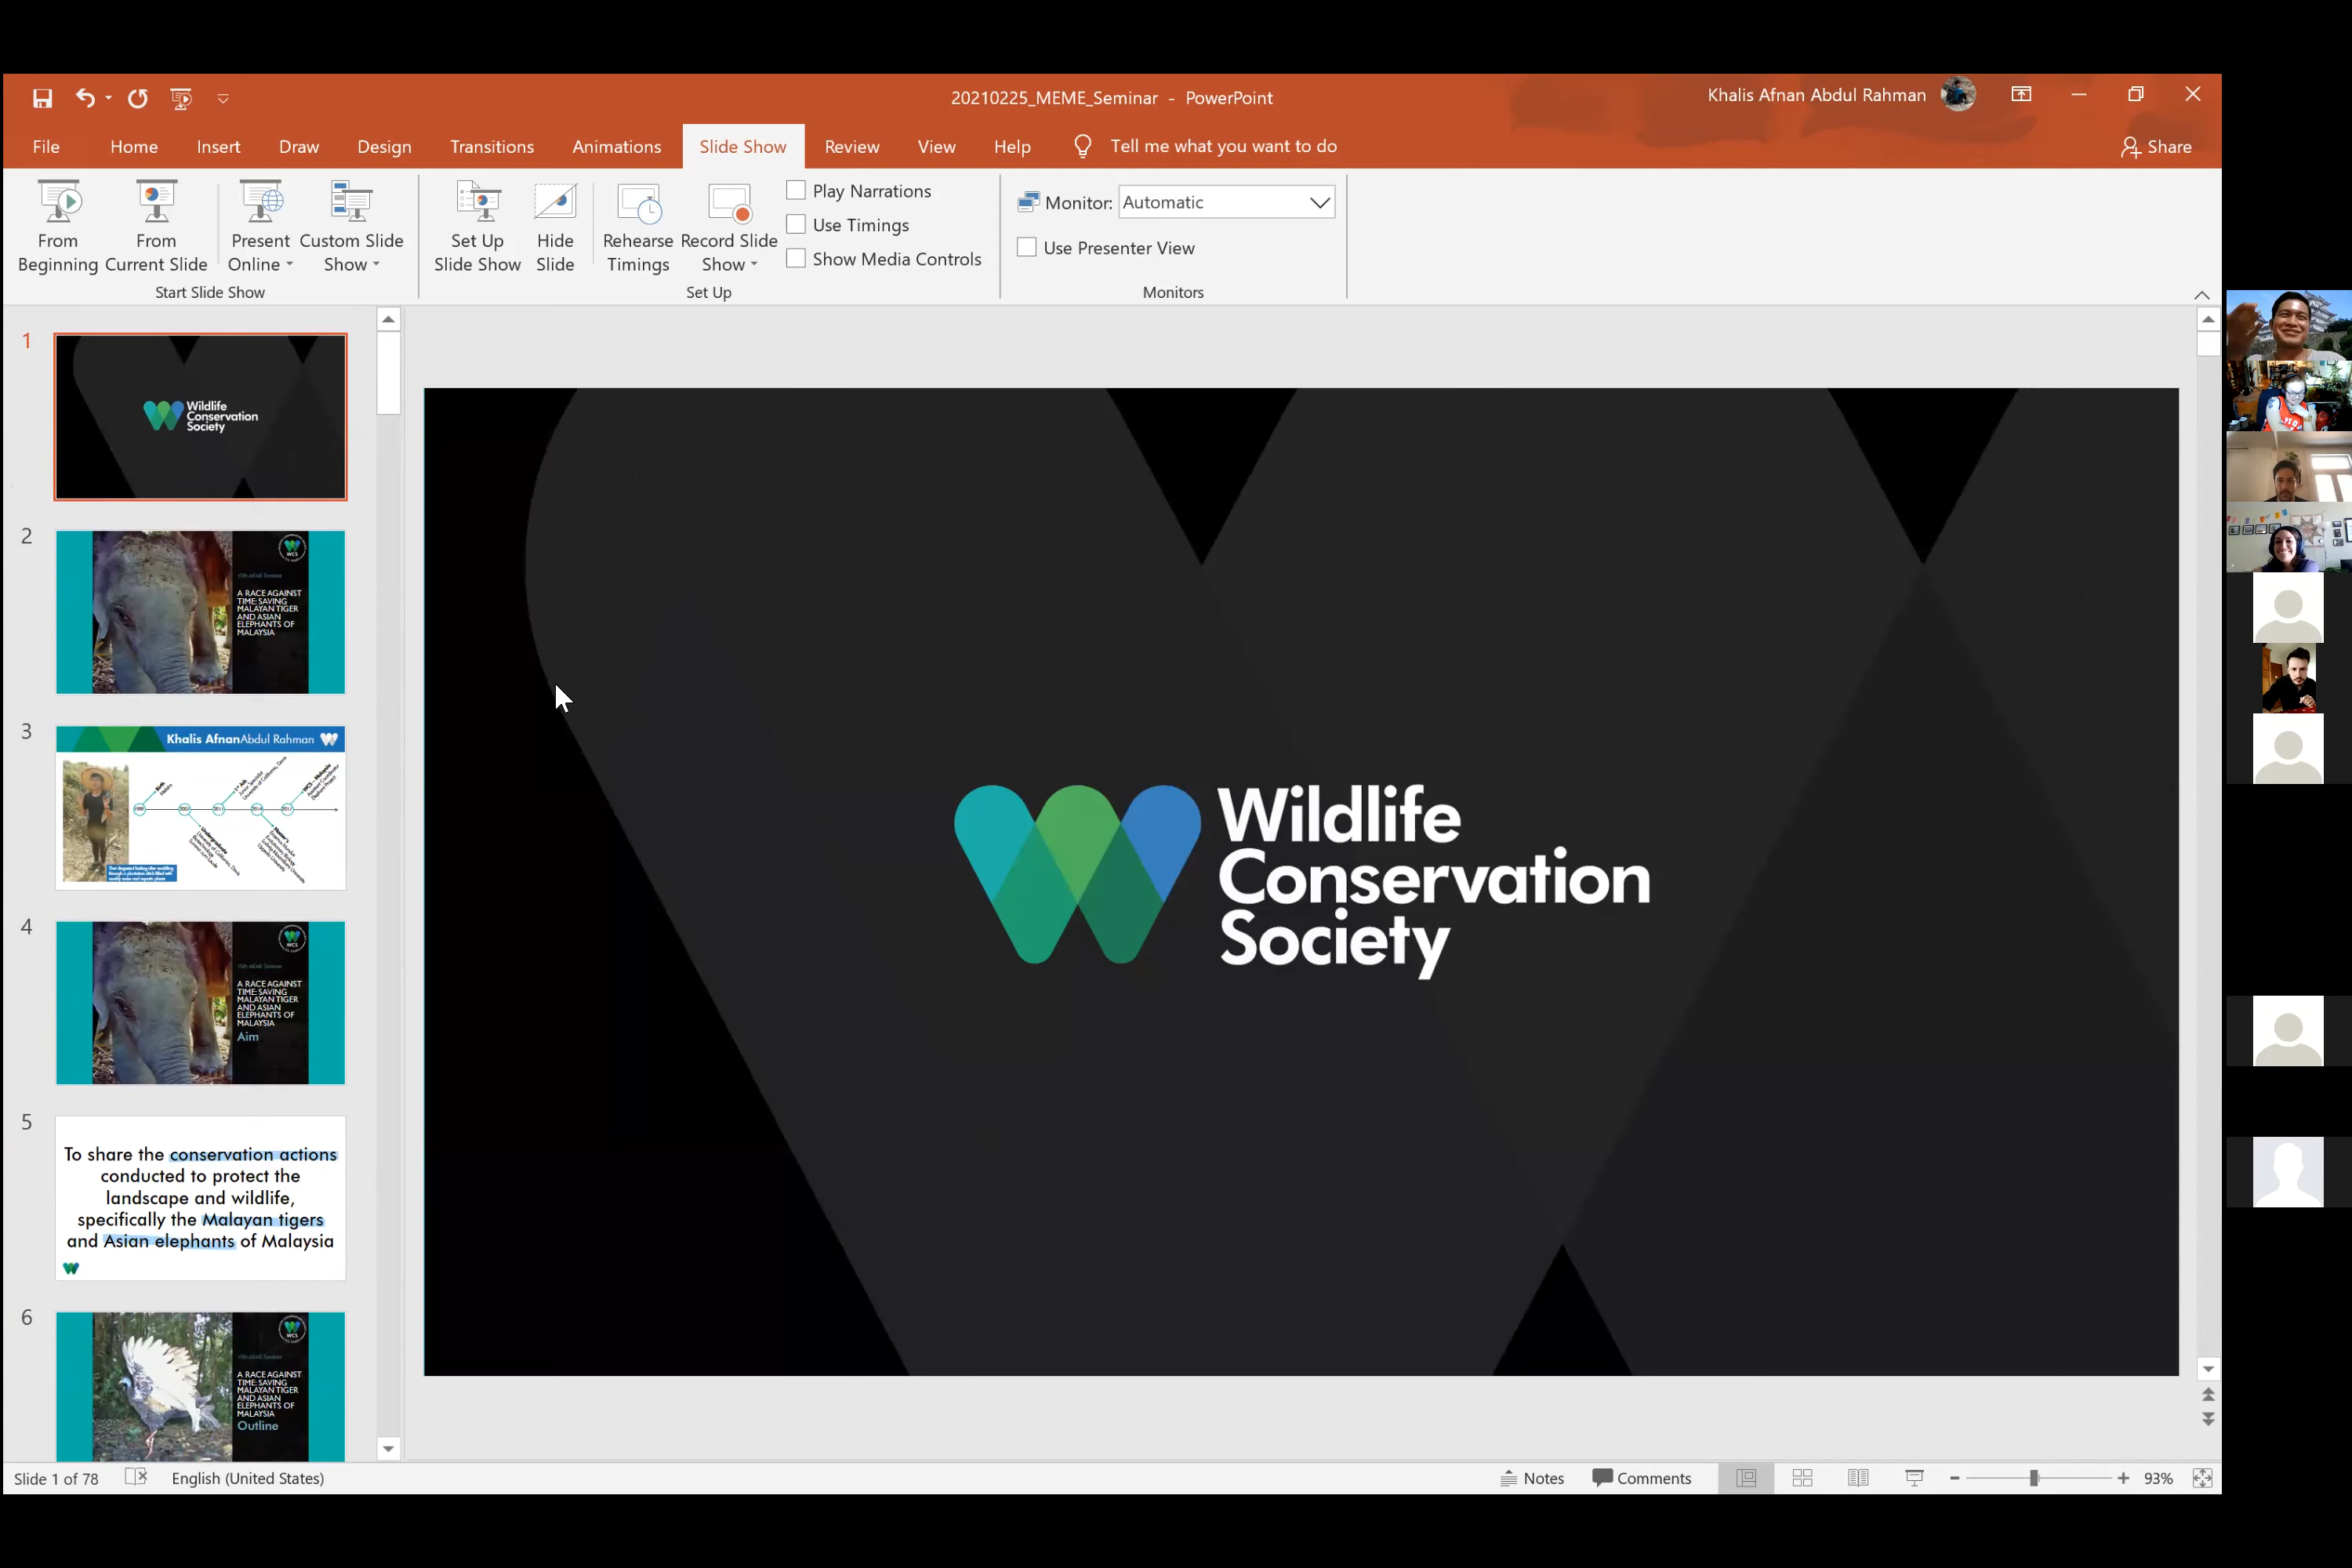 20210225_MEME_Seminar - PowerPoint
Khalis Afnan Abdul Rahman
File Home Insert Draw Design Transitions Animations Slide Show Review View Help Tell me what you want to do
Share
From Beginning
From Current Slide
Present Online
Custom Slide Show
Start Slide Show
Set Up Slide Show
Hide Slide
Rehearse Timings
Record Slide Show
Play Narrations
Use Timings
Show Media Controls
Set Up
Monitor: Automatic
Use Presenter View
Monitors
1
Wildlife
Conservation
Society
2
WCS
A RACE AGAINST
TIME: SAVING
MALAYAN TIGER
AND ASIAN
ELEPHANTS OF
MALAYSIA
3
Khalis Afnan Abdul Rahman
4
WCS
A RACE AGAINST
TIME: SAVING
MALAYAN TIGER
AND ASIAN
ELEPHANTS OF
MALAYSIA
Aim
5
To share the conservation actions
conducted to protect the
landscape and wildlife,
specifically the Malayan tigers
and Asian elephants of Malaysia
6
WCS
A RACE AGAINST
TIME: SAVING
MALAYAN TIGER
AND ASIAN
ELEPHANTS OF
MALAYSIA
Outline
Wildlife
Conservation
Society
Slide 1 of 78 English (United States) Notes Comments 93%